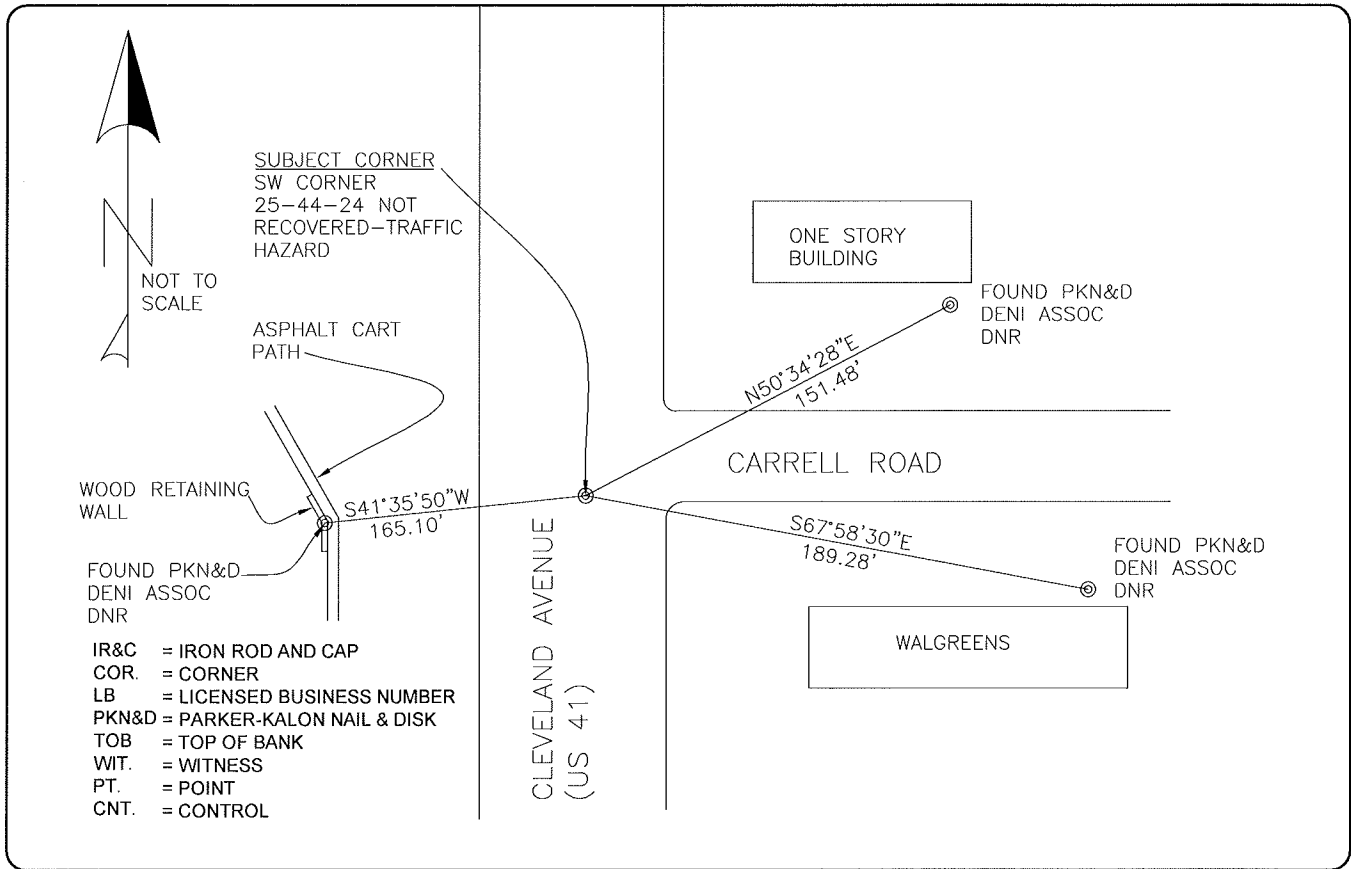 SUBJECT CORNER
SW CORNER
25-44-24 NOT
RECOVERED-TRAFFIC
HAZARD
N
NOT TO
SCALE
ONE STORY
BUILDING
FOUND PKN&D
DENI ASSOC
DNR
ASPHALT CART
PATH
N50°34'28"E
151.48'
CARRELL ROAD
WOOD RETAINING
WALL
S41°35'50"W
165.10'
S67°58'30"E
189.28'
FOUND PKN&D
DENI ASSOC
DNR
FOUND PKN&D
DENI ASSOC
DNR
CLEVELAND AVENUE
(US 41)
WALGREENS
IR&C = IRON ROD AND CAP
COR. = CORNER
LB = LICENSED BUSINESS NUMBER
PKN&D = PARKER-KALON NAIL & DISK
TOB = TOP OF BANK
WIT. = WITNESS
PT. = POINT
CNT. = CONTROL